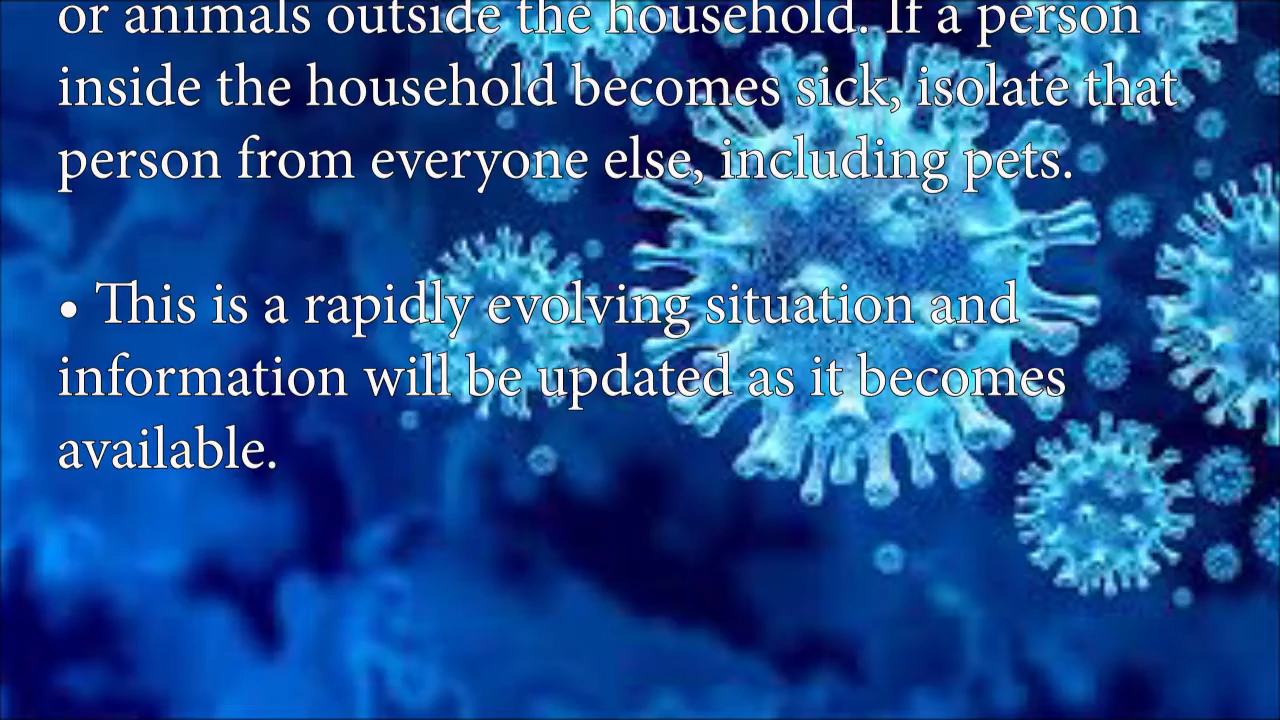 or animals outside the household. If a person
inside the household becomes sick, isolate that
person from everyone else, including pets.
• This is a rapidly evolving situation and
information will be updated as it becomes
available.